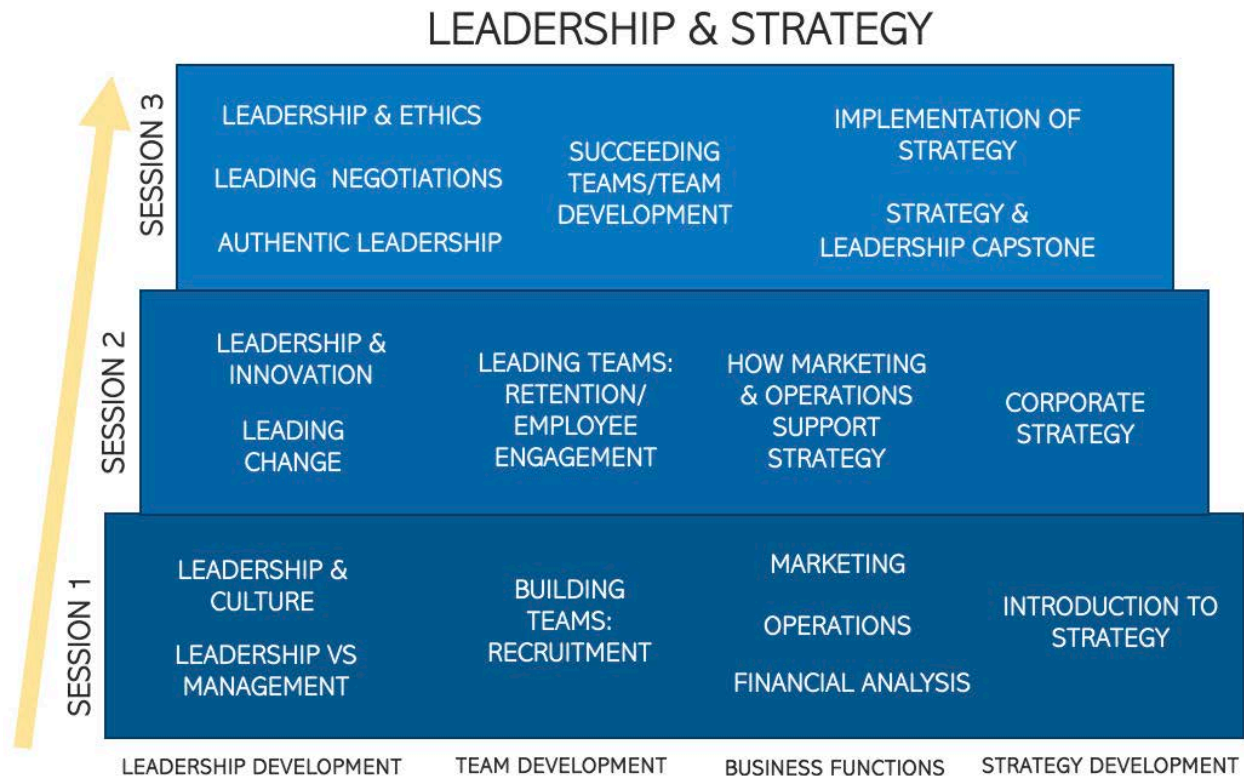 LEADERSHIP & STRATEGY
SESSION 3
LEADERSHIP & ETHICS
LEADING NEGOTIATIONS
AUTHENTIC LEADERSHIP
SUCCEEDING
TEAMS/TEAM
DEVELOPMENT
IMPLEMENTATION OF
STRATEGY
STRATEGY &
LEADERSHIP CAPSTONE
SESSION 2
LEADERSHIP &
INNOVATION
LEADING
CHANGE
LEADING TEAMS:
RETENTION/
EMPLOYEE
ENGAGEMENT
HOW MARKETING
& OPERATIONS
SUPPORT
STRATEGY
CORPORATE
STRATEGY
SESSION 1
LEADERSHIP &
CULTURE
LEADERSHIP VS
MANAGEMENT
BUILDING
TEAMS:
RECRUITMENT
MARKETING
OPERATIONS
FINANCIAL ANALYSIS
INTRODUCTION TO
STRATEGY
LEADERSHIP DEVELOPMENT
TEAM DEVELOPMENT
BUSINESS FUNCTIONS
STRATEGY DEVELOPMENT